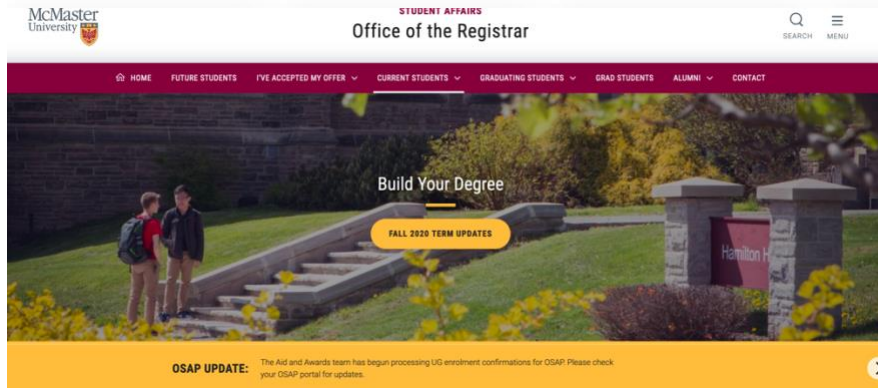 McMaster
University
STUDENT AFFAIRS
Office of the Registrar
SEARCH
MENU
HOME
FUTURE STUDENTS
I'VE ACCEPTED MY OFFER
CURRENT STUDENTS
GRADUATING STUDENTS
GRAD STUDENTS
ALUMNI
CONTACT
Build Your Degree
FALL 2020 TERM UPDATES
Hamilton H
OSAP UPDATE:
The Aid and Awards team has begun processing UG enrolment confirmations for OSAP. Please check
your OSAP portal for updates.